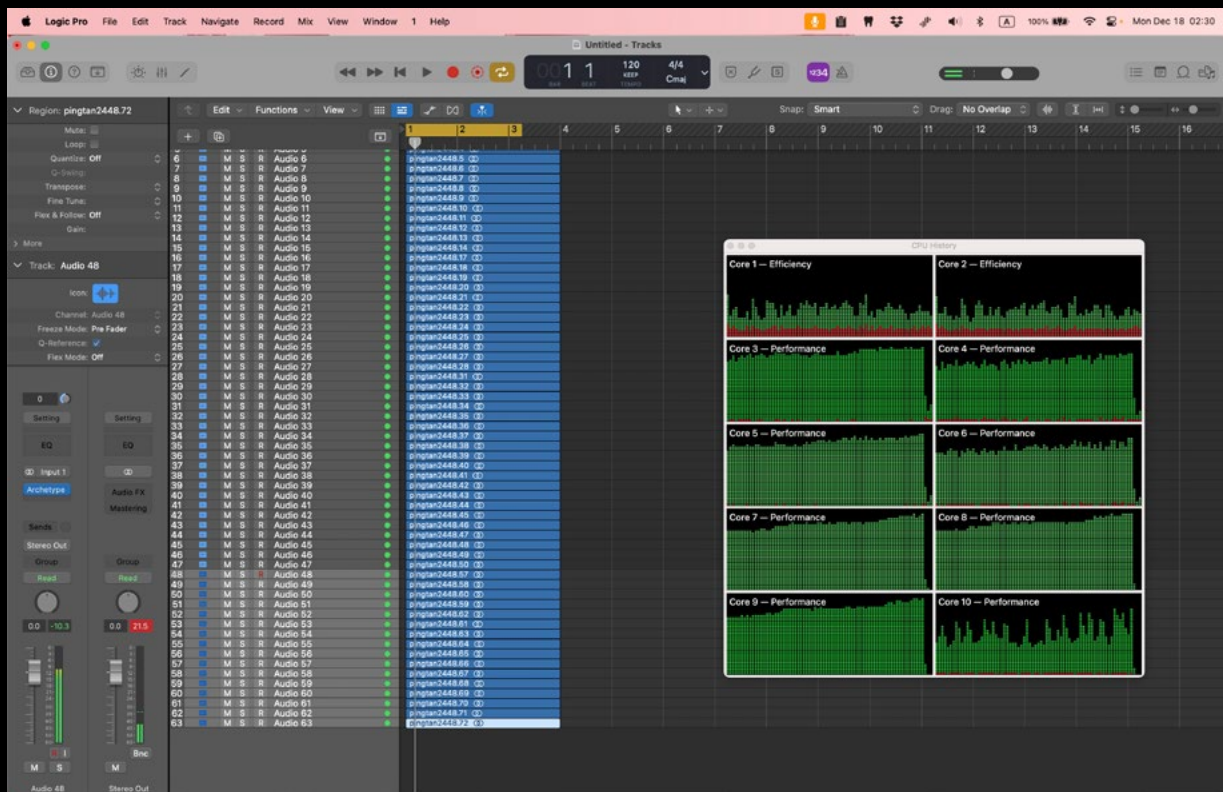 Logic Pro File Edit Track Navigate Record Mix View Window 1 Help
A 100% Mon Dec 18 02:30
Untitled - Tracks
001 1 120 4/4
BAR BEAT KEEP TEMPO Cmaj
1234
Region: pingtan2448.72
Edit Functions View
Snap: Smart Drag: No Overlap
Mute:
Loop:
Quantize: Off
Q-Swing:
Transpose:
Fine Tune:
Flex & Follow: Off
Gain:
More
Track: Audio 48
Icon:
Channel: Audio 48
Freeze Mode: Pre Fader
Q-Reference:
Flex Mode: Off
0
Setting Setting
EQ EQ
Input 1
Archetype Audio FX
Mastering
Sends
Stereo Out
Group Group
Read Read
0.0 -10.3 0.0 21.5
I Bnc
M S M
Audio 48 Stereo Out
1 2 3 4 5 6 7 8 9 10 11 12 13 14 15 16
6 M S R Audio 6 pingtan2448.5
7 M S R Audio 7 pingtan2448.6
8 M S R Audio 8 pingtan2448.7
9 M S R Audio 9 pingtan2448.8
10 M S R Audio 10 pingtan2448.9
11 M S R Audio 11 pingtan2448.10
12 M S R Audio 12 pingtan2448.11
13 M S R Audio 13 pingtan2448.12
14 M S R Audio 14 pingtan2448.13
15 M S R Audio 15 pingtan2448.14
16 M S R Audio 16 pingtan2448.17
17 M S R Audio 17 pingtan2448.18
18 M S R Audio 18 pingtan2448.19
19 M S R Audio 19 pingtan2448.20
20 M S R Audio 20 pingtan2448.21
21 M S R Audio 21 pingtan2448.22
22 M S R Audio 22 pingtan2448.23
23 M S R Audio 23 pingtan2448.24
24 M S R Audio 24 pingtan2448.25
25 M S R Audio 25 pingtan2448.26
26 M S R Audio 26 pingtan2448.27
27 M S R Audio 27 pingtan2448.28
28 M S R Audio 28 pingtan2448.31
29 M S R Audio 29 pingtan2448.32
30 M S R Audio 30 pingtan2448.33
31 M S R Audio 31 pingtan2448.34
32 M S R Audio 32 pingtan2448.35
33 M S R Audio 33 pingtan2448.36
34 M S R Audio 34 pingtan2448.37
35 M S R Audio 35 pingtan2448.38
36 M S R Audio 36 pingtan2448.39
37 M S R Audio 37 pingtan2448.40
38 M S R Audio 38 pingtan2448.41
39 M S R Audio 39 pingtan2448.42
40 M S R Audio 40 pingtan2448.43
41 M S R Audio 41 pingtan2448.44
42 M S R Audio 42 pingtan2448.45
43 M S R Audio 43 pingtan2448.46
44 M S R Audio 44 pingtan2448.47
45 M S R Audio 45 pingtan2448.48
46 M S R Audio 46 pingtan2448.49
47 M S R Audio 47 pingtan2448.50
48 M S R Audio 48 pingtan2448.57
49 M S R Audio 49 pingtan2448.58
50 M S R Audio 50 pingtan2448.60
51 M S R Audio 51 pingtan2448.59
52 M S R Audio 52 pingtan2448.62
53 M S R Audio 53 pingtan2448.61
54 M S R Audio 54 pingtan2448.63
55 M S R Audio 55 pingtan2448.64
56 M S R Audio 56 pingtan2448.65
57 M S R Audio 57 pingtan2448.66
58 M S R Audio 58 pingtan2448.67
59 M S R Audio 59 pingtan2448.68
60 M S R Audio 60 pingtan2448.69
61 M S R Audio 61 pingtan2448.70
62 M S R Audio 62 pingtan2448.71
63 M S R Audio 63 pingtan2448.72
CPU History
Core 1 — Efficiency Core 2 — Efficiency
Core 3 — Performance Core 4 — Performance
Core 5 — Performance Core 6 — Performance
Core 7 — Performance Core 8 — Performance
Core 9 — Performance Core 10 — Performance